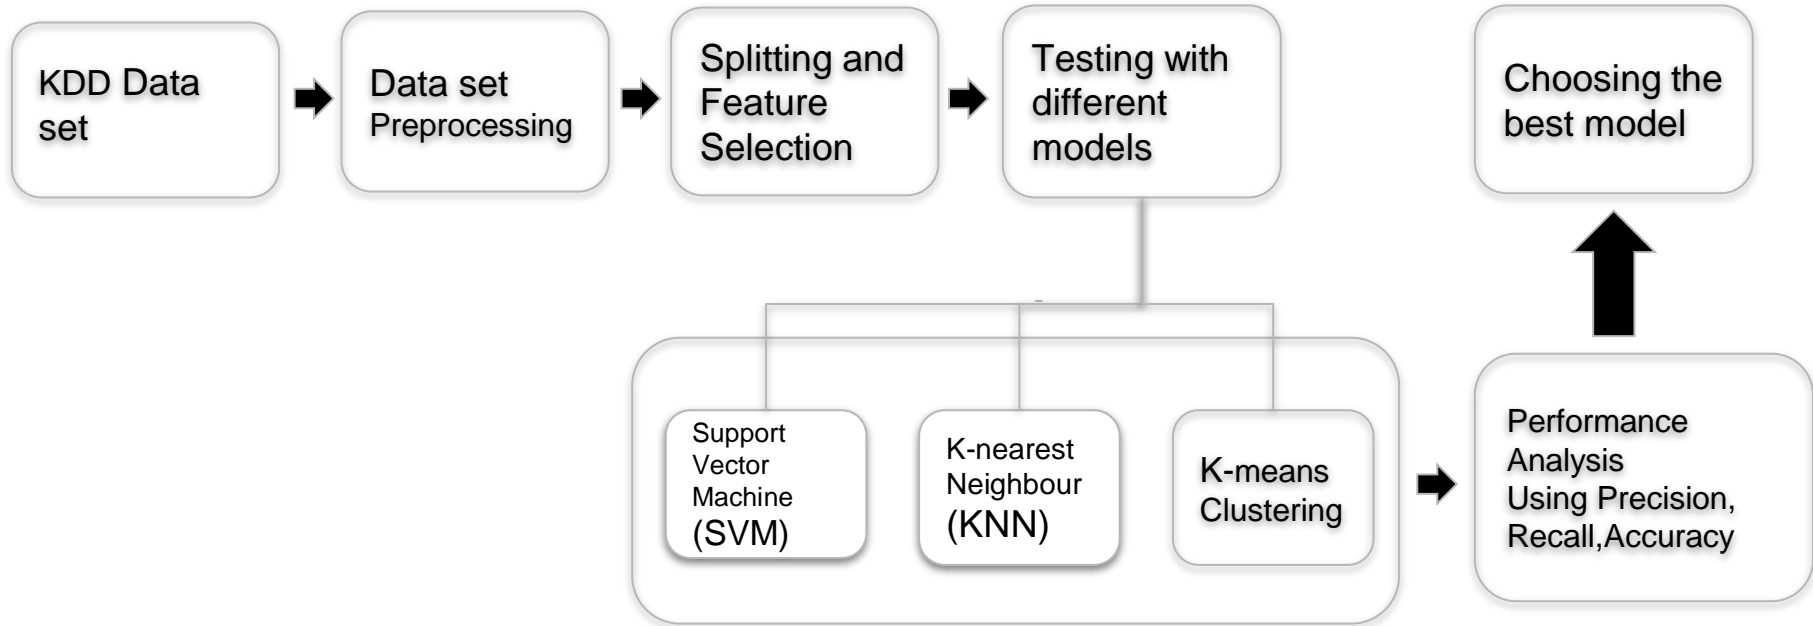 KDD Data
set
Data set
Preprocessing
Splitting and
Feature
Selection
Testing with
different
models
Choosing the
best model
Support
Vector
Machine
(SVM)
K-nearest
Neighbour
(KNN)
K-means
Clustering
Performance
Analysis
Using Precision,
Recall,Accuracy